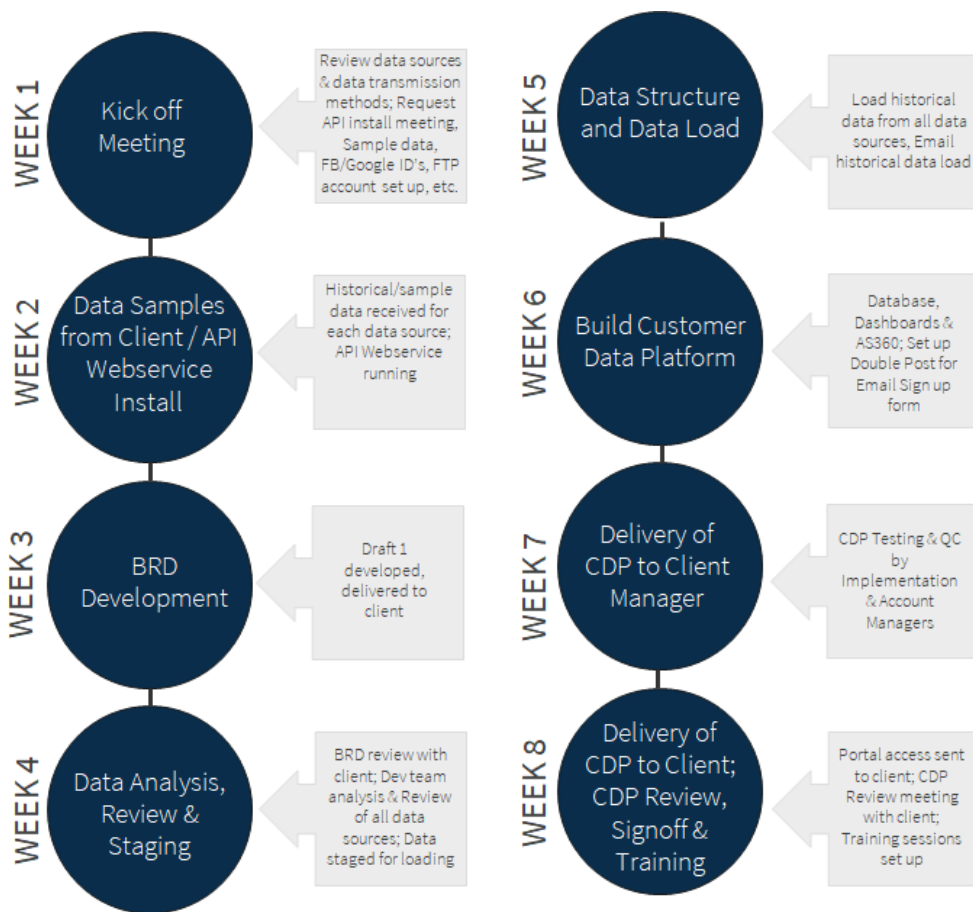 WEEK 1
Kick off
Meeting
Review data sources
& data transmission
methods; Request
API install meeting,
Sample data,
FB/Google ID's, FTP
account set up, etc.
WEEK 2
Data Samples
from Client / API
Webservice
Install
Historical/sample
data received for
each data source;
API Webservice
running
WEEK 3
BRD
Development
Draft 1
developed,
delivered to
client
WEEK 4
Data Analysis,
Review &
Staging
BRD review with
client; Dev team
analysis & Review
of all data
sources; Data
staged for loading
WEEK 5
Data Structure
and Data Load
Load historical
data from all data
sources, Email
historical data load
WEEK 6
Build Customer
Data Platform
Database,
Dashboards &
AS360; Set up
Double Post for
Email Sign up
form
WEEK 7
Delivery of
CDP to Client
Manager
CDP Testing & QC
by
Implementation
& Account
Managers
WEEK 8
Delivery of
CDP to Client;
CDP Review,
Signoff &
Training
Portal access sent
to client; CDP
Review meeting
with client;
Training sessions
set up